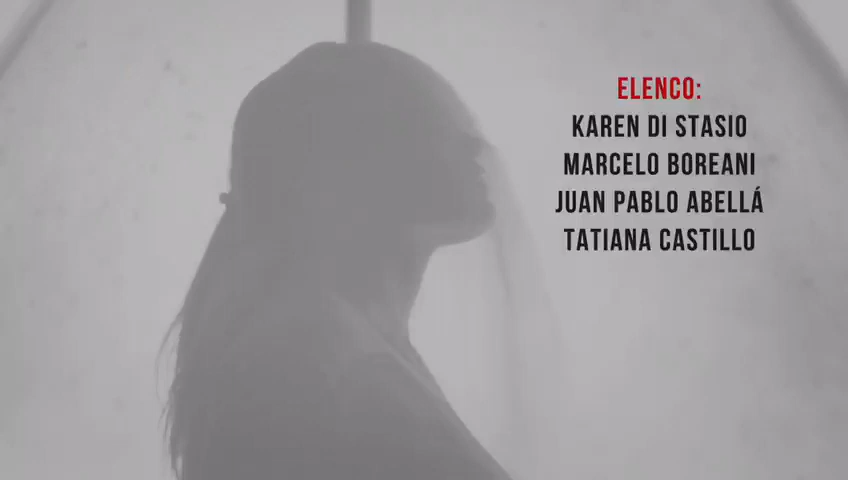 ELENCO:
KAREN DI STASIO
MARCELO BOREANI
JUAN PABLO ABELLÁ
TATIANA CASTILLO